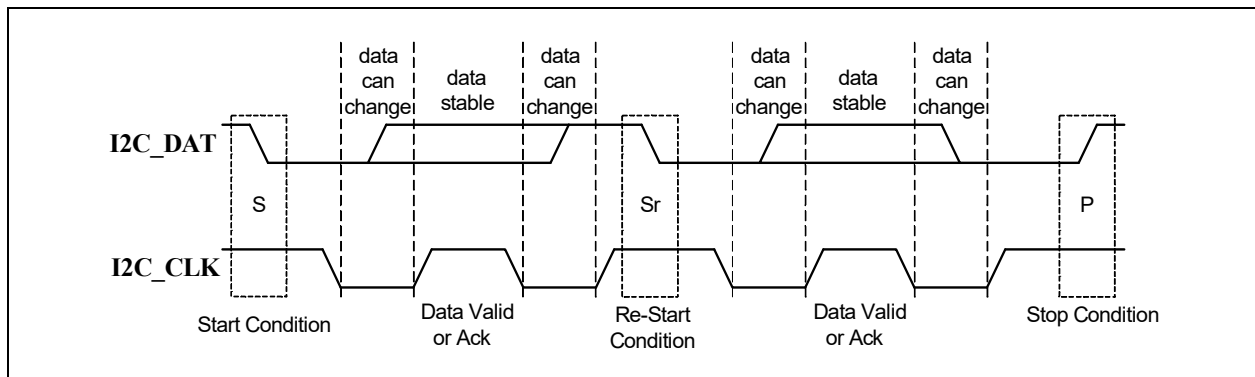 data
can
change
data
stable
data
can
change
data
can
change
data
stable
data
can
change
I2C_DAT
S
Sr
P
I2C_CLK
Start Condition
Data Valid
or Ack
Re-Start
Condition
Data Valid
or Ack
Stop Condition